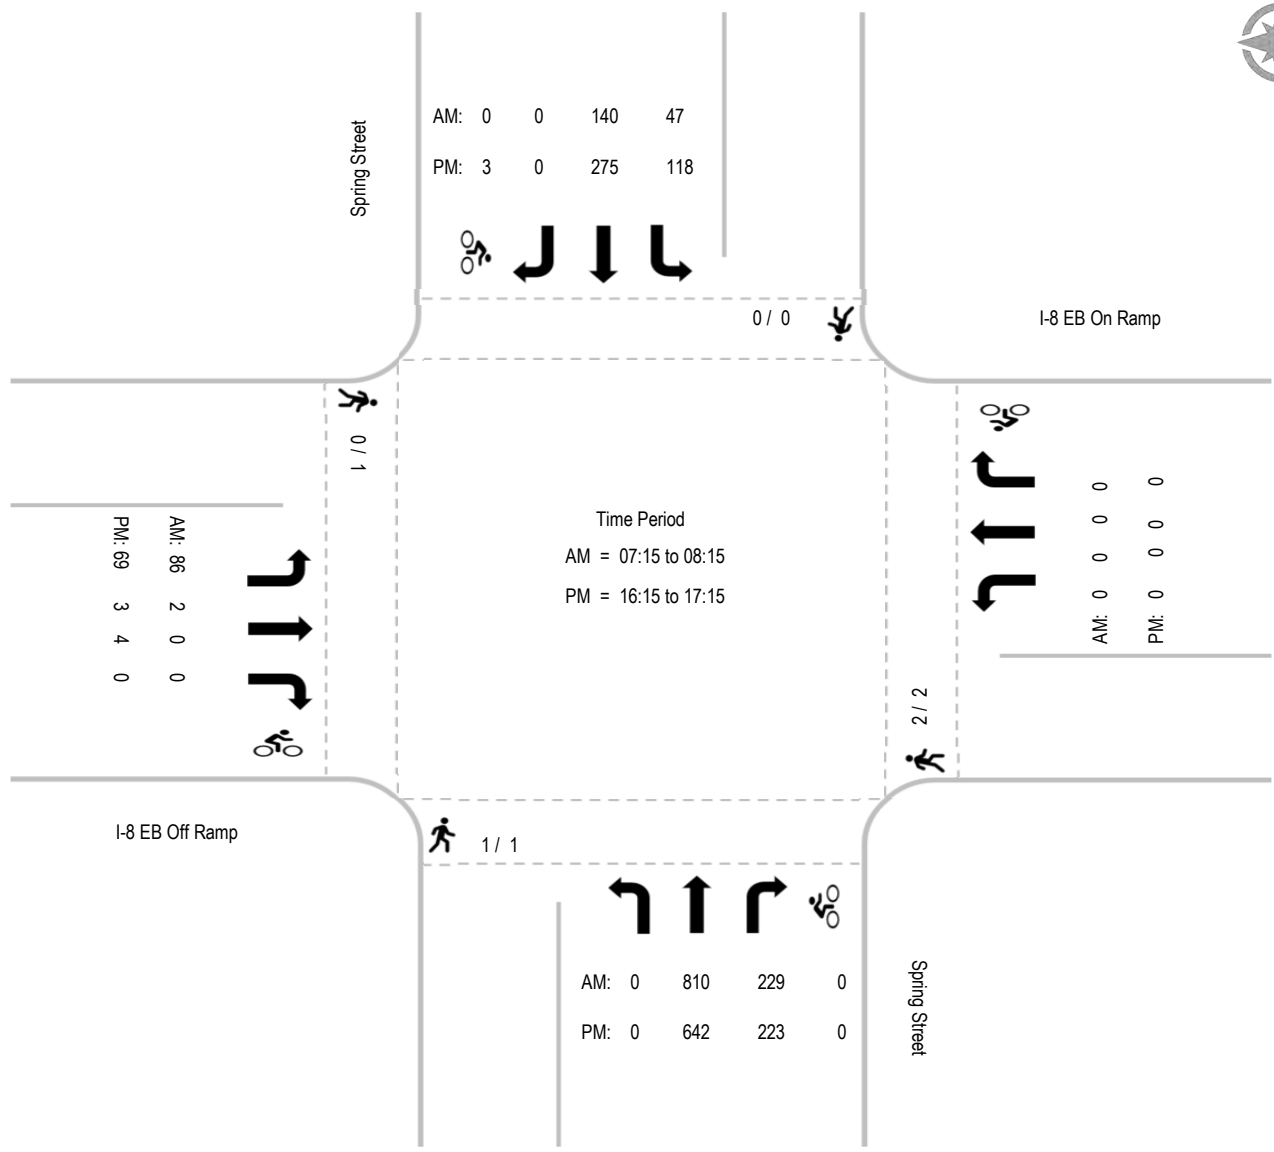 Spring Street
AM: 0 0 140 47
PM: 3 0 275 118
0 / 0
I-8 EB On Ramp
0 / 1
Time Period
AM = 07:15 to 08:15
PM = 16:15 to 17:15
AM: 86 2 0 0
PM: 69 3 4 0
AM: 0 0 0 0
PM: 0 0 0 0
2 / 2
I-8 EB Off Ramp
1 / 1
AM: 0 810 229 0
PM: 0 642 223 0
Spring Street